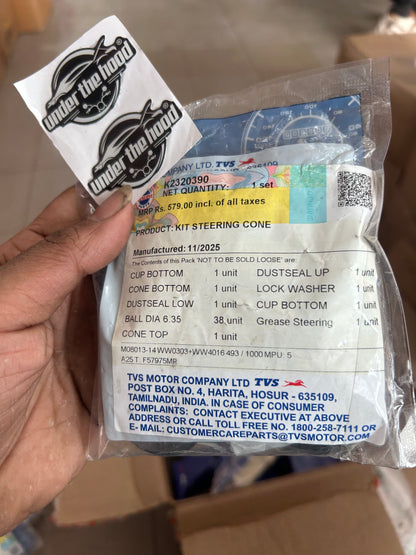 under the hood
under the hood
COMPANY LTD. TVS 635109
K2320390
NET QUANTITY: 1 set
MRP Rs. 579.00 incl. of all taxes
PRODUCT: KIT STEERING CONE
Manufactured: 11/2025
The Contents of this Pack 'NOT TO BE SOLD LOOSE' are:
CUP BOTTOM 1 unit DUSTSEAL UP 1 unit
CONE BOTTOM 1 unit LOCK WASHER 1 unit
DUSTSEAL LOW 1 unit CUP BOTTOM 1 unit
BALL DIA 6.35 38 unit Grease Steering 1 unit
CONE TOP 1 unit
M08013-14 WW0303+WW4016 493 / 1000 MPU: 5
A25 T F57975MR
TVS MOTOR COMPANY LTD TVS
POST BOX NO. 4, HARITA, HOSUR - 635109,
TAMILNADU, INDIA. IN CASE OF CONSUMER
COMPLAINTS: CONTACT EXECUTIVE AT ABOVE
ADDRESS OR CALL TOLL FREE NO. 1800-258-7111 OR
E- MAIL: CUSTOMERCAREPARTS@TVSMOTOR.COM